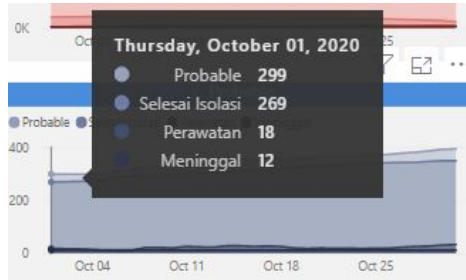 0K
Oct
25
Thursday, October 01, 2020
Probable 299
Selesai Isolasi 269
Perawatan 18
Meninggal 12
Probable
400
200
0
Oct 04 Oct 11 Oct 18 Oct 25